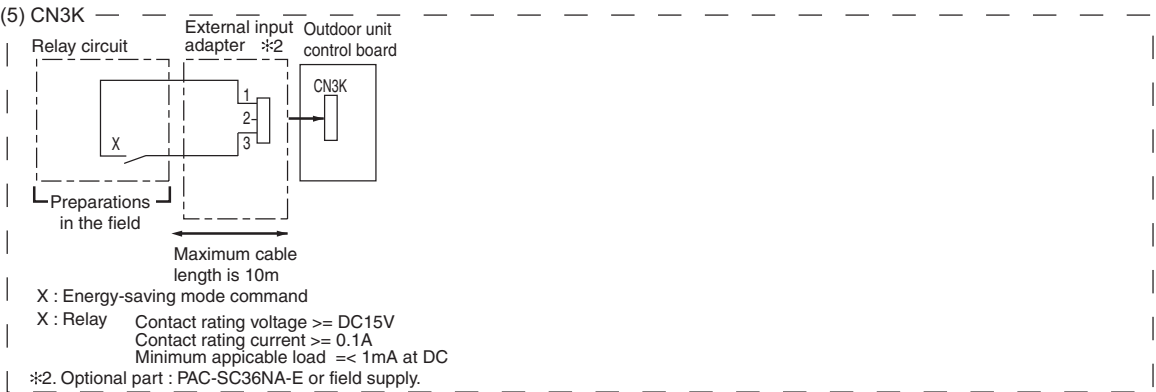 (5) CN3K
Relay circuit
External input
adapter ※2
Outdoor unit
control board
CN3K
1
2
3
X
Preparations
in the field
Maximum cable
length is 10m
X : Energy-saving mode command
X : Relay Contact rating voltage >= DC15V
Contact rating current >= 0.1A
Minimum appicable load =< 1mA at DC
※2. Optional part : PAC-SC36NA-E or field supply.